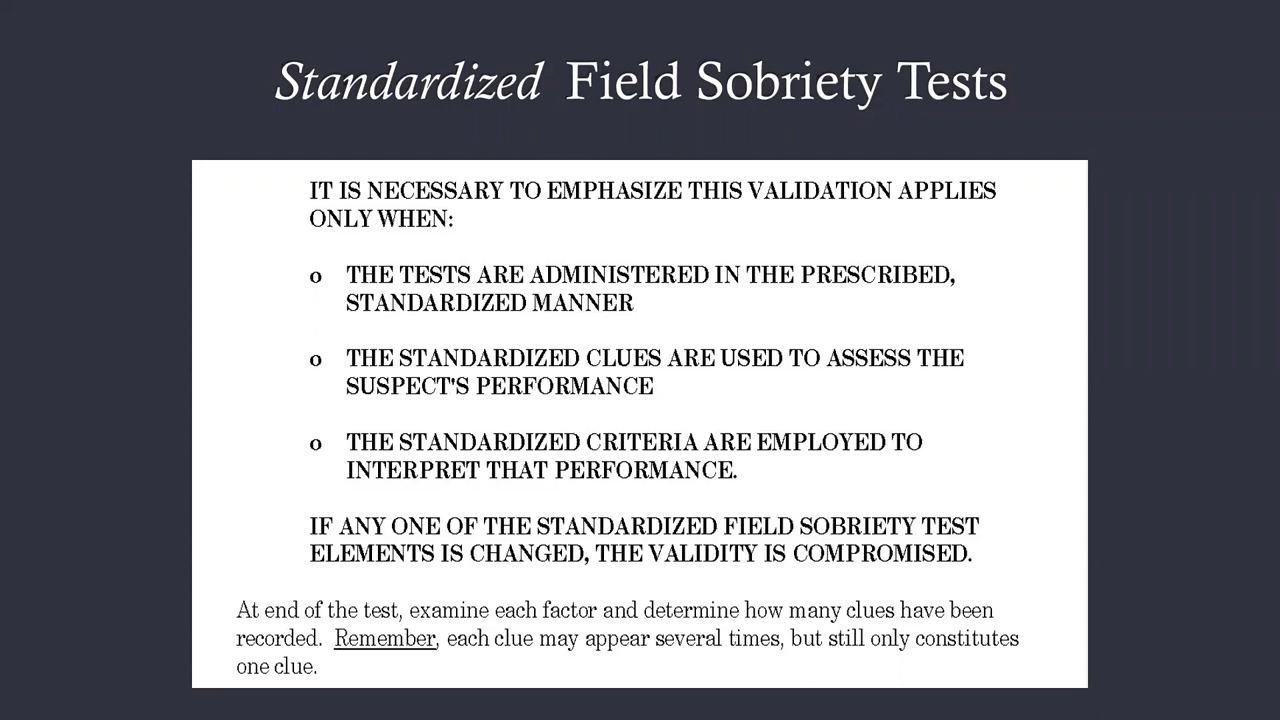 Standardized Field Sobriety Tests
IT IS NECESSARY TO EMPHASIZE THIS VALIDATION APPLIES
ONLY WHEN:
o THE TESTS ARE ADMINISTERED IN THE PRESCRIBED,
STANDARDIZED MANNER
o THE STANDARDIZED CLUES ARE USED TO ASSESS THE
SUSPECT'S PERFORMANCE
o THE STANDARDIZED CRITERIA ARE EMPLOYED TO
INTERPRET THAT PERFORMANCE.
IF ANY ONE OF THE STANDARDIZED FIELD SOBRIETY TEST
ELEMENTS IS CHANGED, THE VALIDITY IS COMPROMISED.
At end of the test, examine each factor and determine how many clues have been
recorded. Remember, each clue may appear several times, but still only constitutes
one clue.